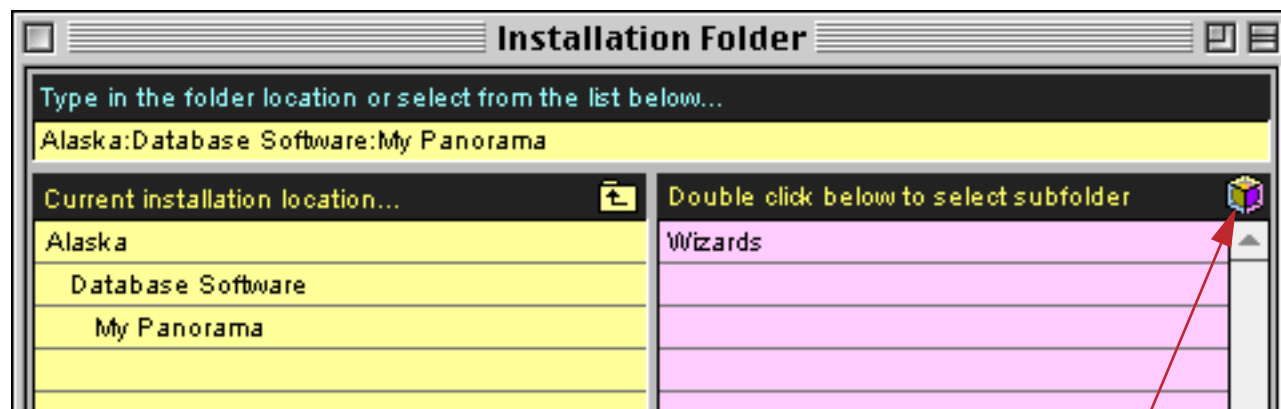 Installation Folder
Type in the folder location or select from the list below...
Alaska:Database Software:My Panorama
Current installation location...
Double click below to select subfolder
Alaska
Wizards
Database Software
My Panorama